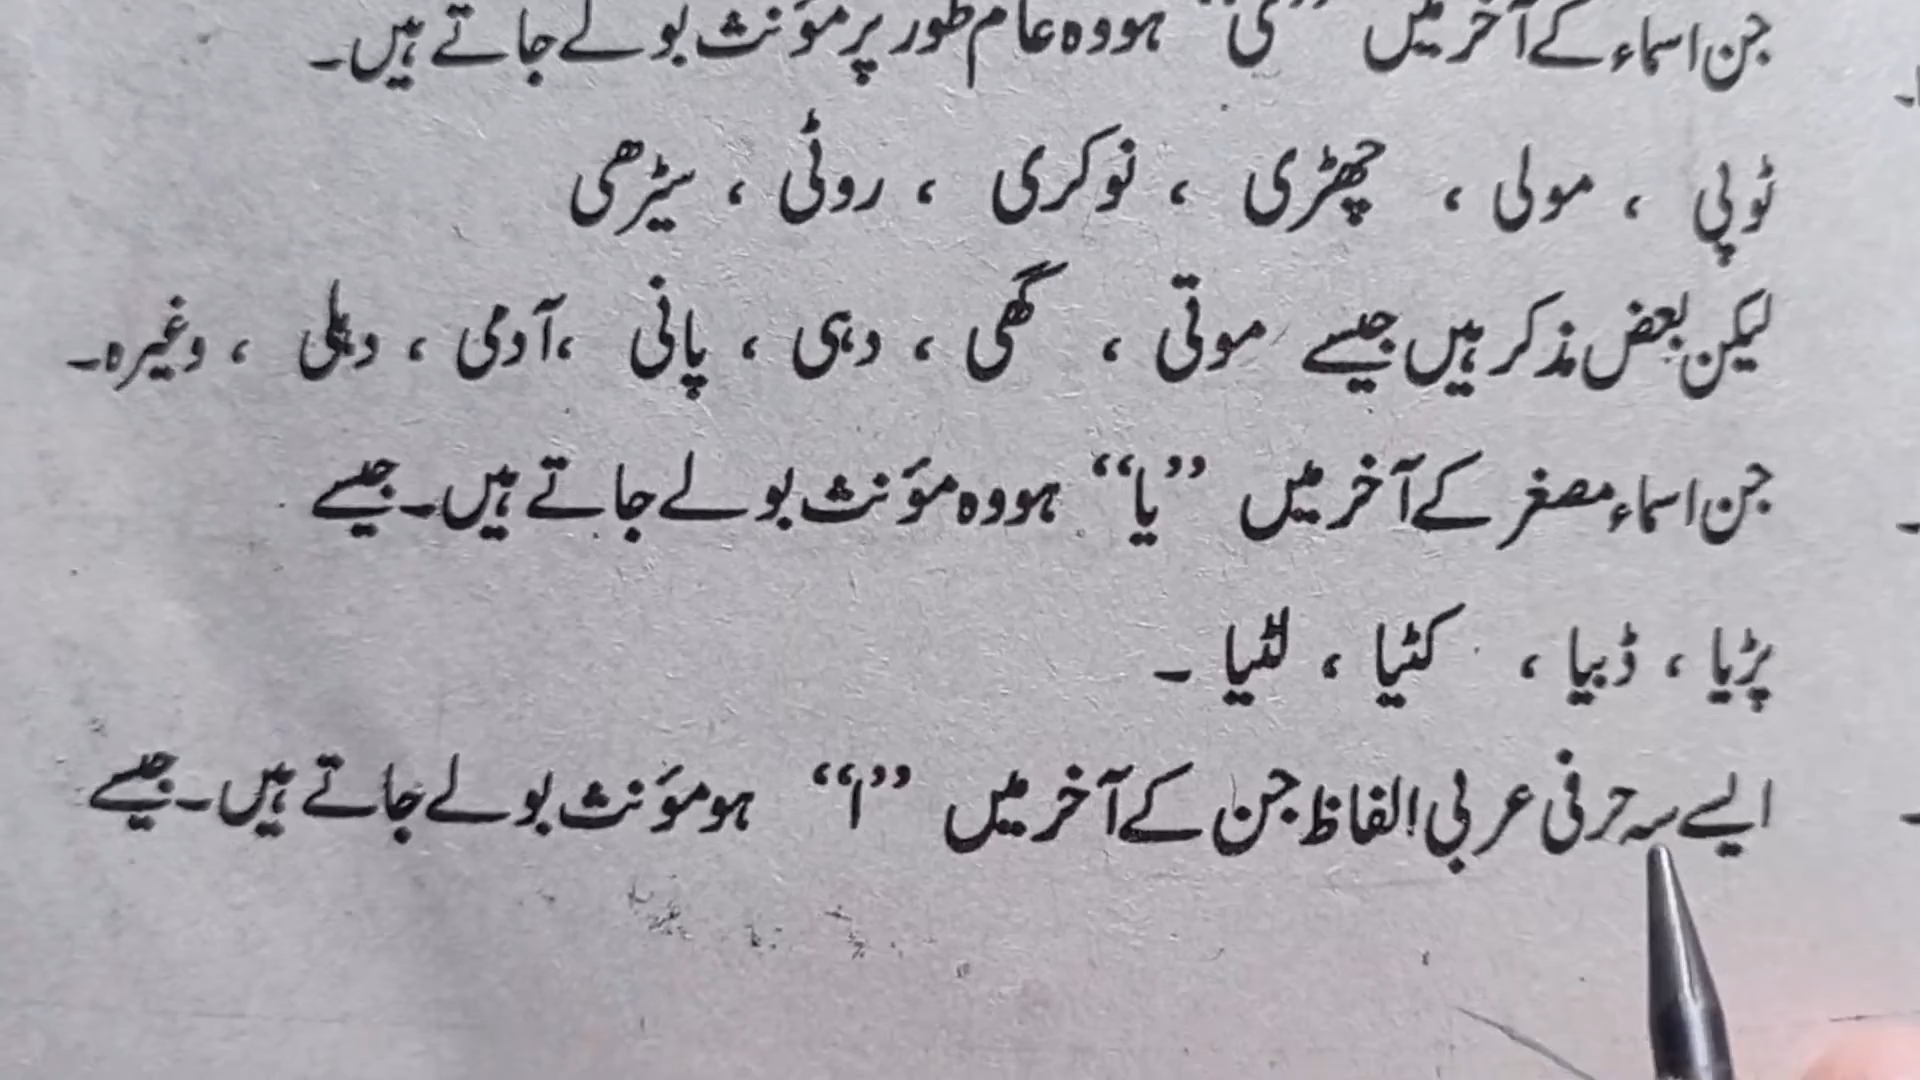 جن اسماء کے آخر میں ”ی“ ہو وہ عام طور پر مؤنث بولے جاتے ہیں۔
ٹوپی ، مولی ، چھڑی ، نوکری ، روٹی ، سیڑھی
لیکن بعض مذکر ہیں جیسے موتی ، گھی ، دہی ، پانی ،آدمی ، دہلی ، وغیرہ۔
جن اسماء مصغر کے آخر میں ”یا“ ہو وہ مؤنث بولے جاتے ہیں۔ جیسے
پڑیا ، ڈبیا ، کٹیا ، لٹیا ۔
ایسے سہ حرفی عربی الفاظ جن کے آخر میں ”ا“ ہو مؤنث بولے جاتے ہیں۔ جیسے